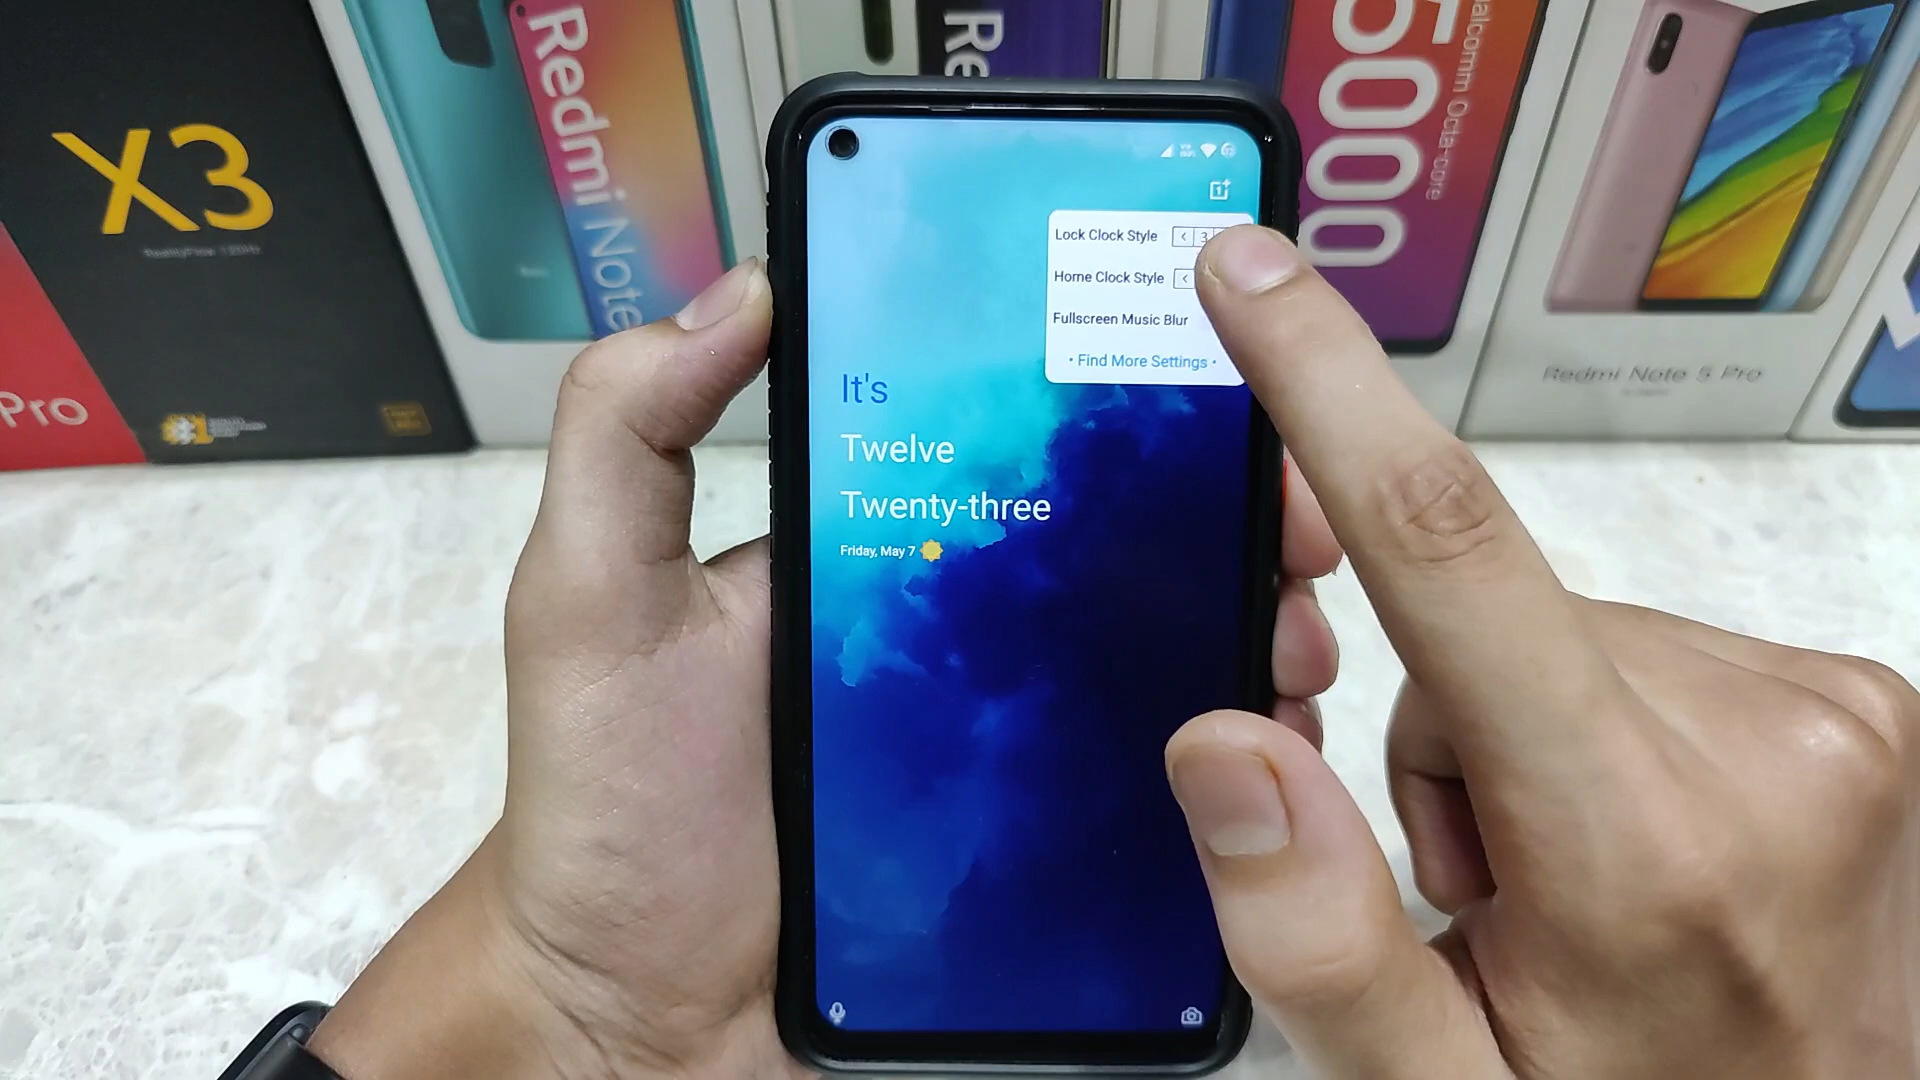 X3
Pro
Redmi Note
Re
5000
alcomm Octa-core
Redmi Note 5 Pro
Lock Clock Style < 3
Home Clock Style <
Fullscreen Music Blur
• Find More Settings •
It's
Twelve
Twenty-three
Friday, May 7